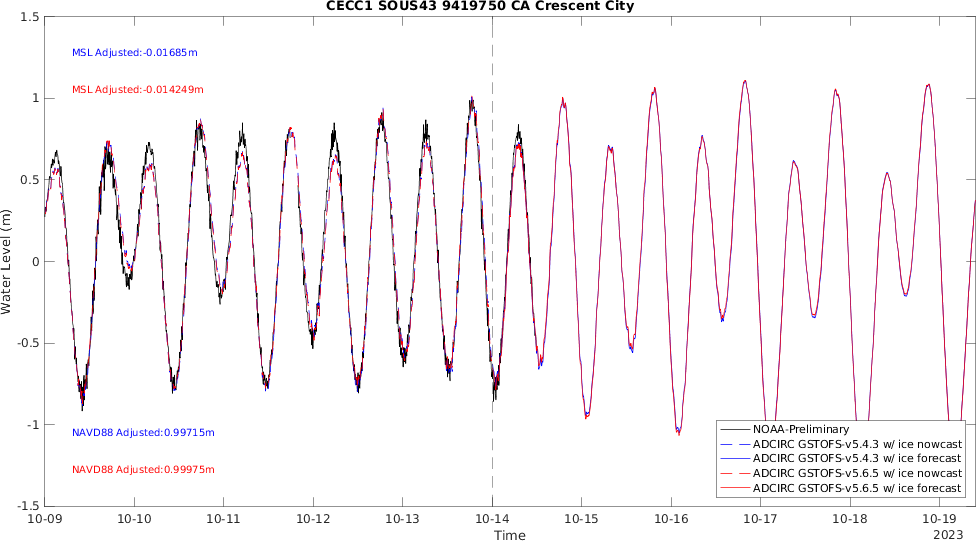 CECC1 SOUS43 9419750 CA Crescent City
1.5
MSL Adjusted:-0.01685m
MSL Adjusted:-0.014249m
1
0.5
0
-0.5
-1
-1.5
Water Level (m)
NAVD88 Adjusted:0.99715m
NAVD88 Adjusted:0.99975m
NOAA-Preliminary
ADCIRC GSTOFS-v5.4.3 w/ ice nowcast
ADCIRC GSTOFS-v5.4.3 w/ ice forecast
ADCIRC GSTOFS-v5.6.5 w/ ice nowcast
ADCIRC GSTOFS-v5.6.5 w/ ice forecast
10-09 10-10 10-11 10-12 10-13 10-14 10-15 10-16 10-17 10-18 10-19
Time
2023